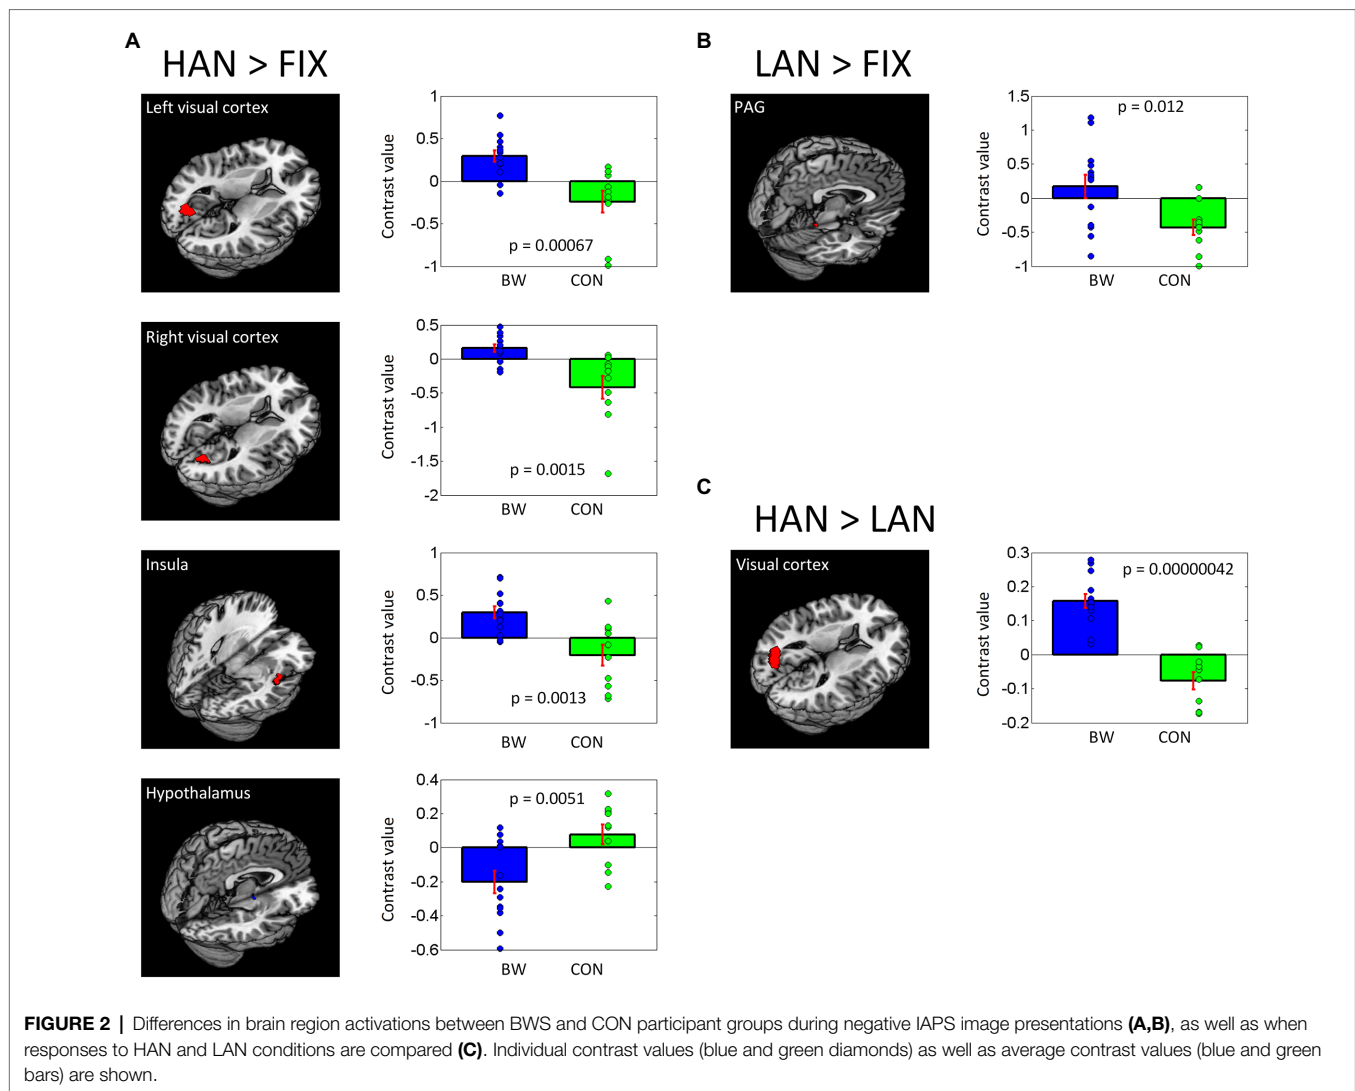 A
HAN > FIX
Left visual cortex
Contrast value
1
0.5
0
-0.5
-1
p = 0.00067
BW CON
Right visual cortex
Contrast value
0.5
0
-0.5
-1
-1.5
-2
p = 0.0015
BW CON
Insula
Contrast value
1
0.5
0
-0.5
-1
p = 0.0013
BW CON
Hypothalamus
Contrast value
0.4
0.2
0
-0.2
-0.4
-0.6
p = 0.0051
BW CON
B
LAN > FIX
PAG
Contrast value
1.5
1
0.5
0
-0.5
-1
p = 0.012
BW CON
C
HAN > LAN
Visual cortex
Contrast value
0.3
0.2
0.1
0
-0.1
-0.2
p = 0.00000042
BW CON
FIGURE 2 | Differences in brain region activations between BWS and CON participant groups during negative IAPS image presentations (A,B), as well as when
responses to HAN and LAN conditions are compared (C). Individual contrast values (blue and green diamonds) as well as average contrast values (blue and green
bars) are shown.